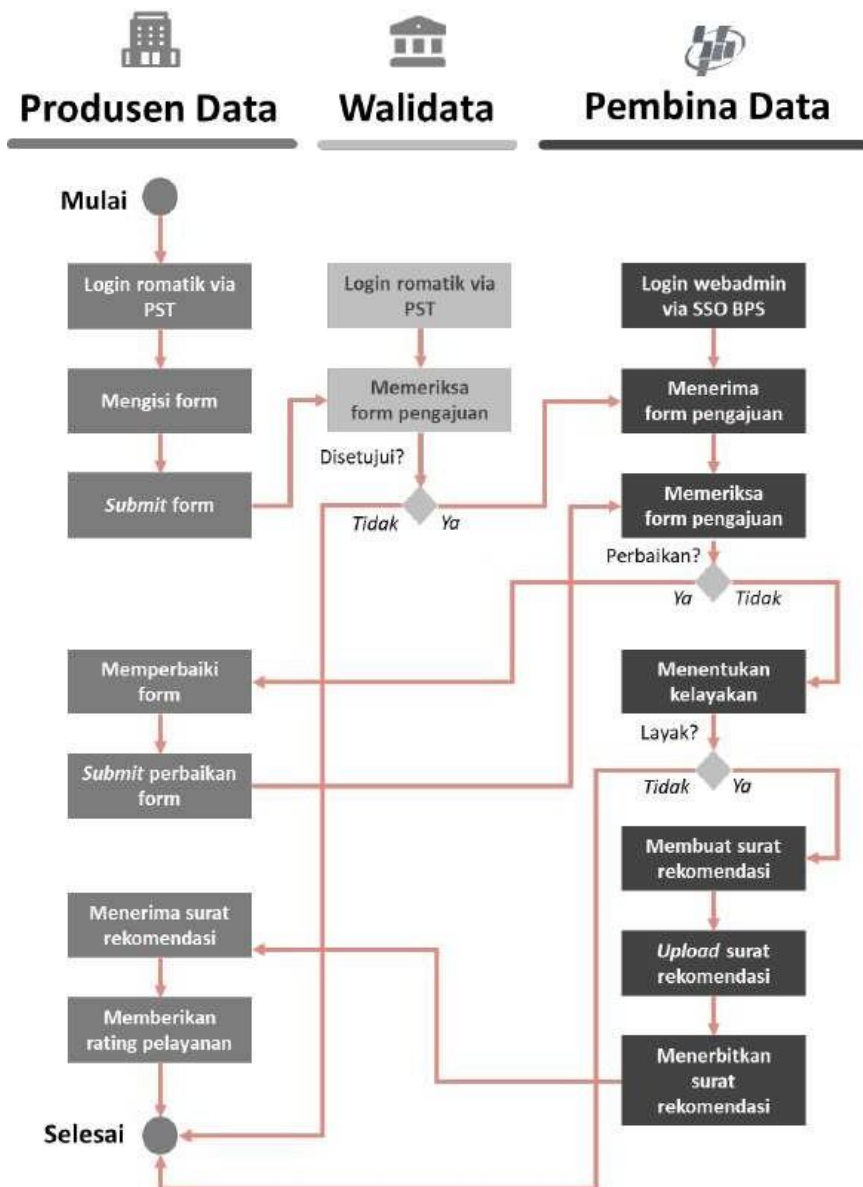 Produsen Data
Walidata
Pembina Data
Mulai
Login romatik via
PST
Login romatik via
PST
Login webadmin
via SSO BPS
Mengisi form
Memeriksa
form pengajuan
Menerima
form pengajuan
Disetujui?
Submit form
Tidak
Ya
Memeriksa
form pengajuan
Perbaikan?
Ya
Tidak
Memperbaiki
form
Menentukan
kelayakan
Layak?
Submit perbaikan
form
Tidak
Ya
Membuat surat
rekomendasi
Menerima surat
rekomendasi
Upload surat
rekomendasi
Memberikan
rating pelayanan
Menerbitkan
surat
rekomendasi
Selesai